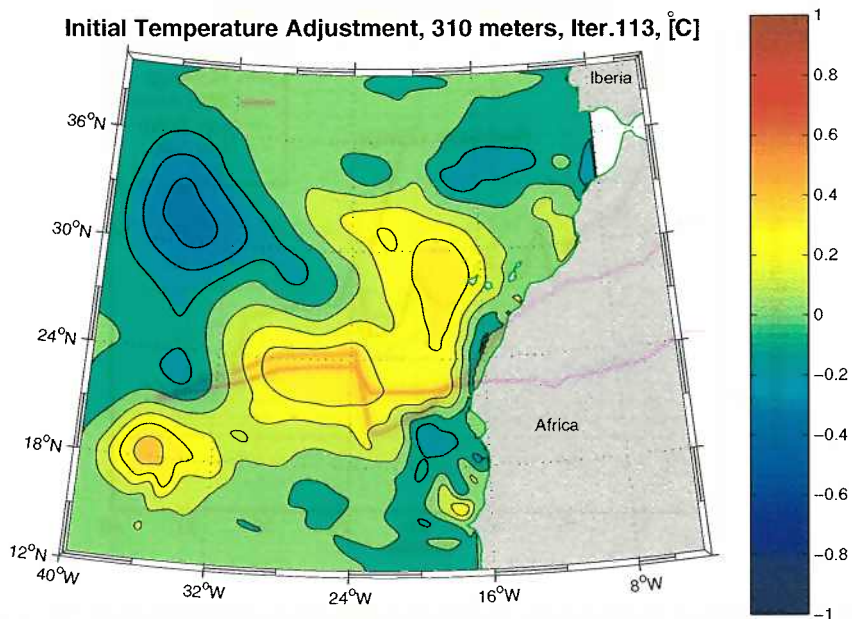 Initial Temperature Adjustment, 310 meters, Iter.113, [°C]
Iberia
Africa
36°N
30°N
24°N
18°N
12°N
40°W
32°W
24°W
16°W
8°W
1
0.8
0.6
0.4
0.2
0
−0.2
−0.4
−0.6
−0.8
−1